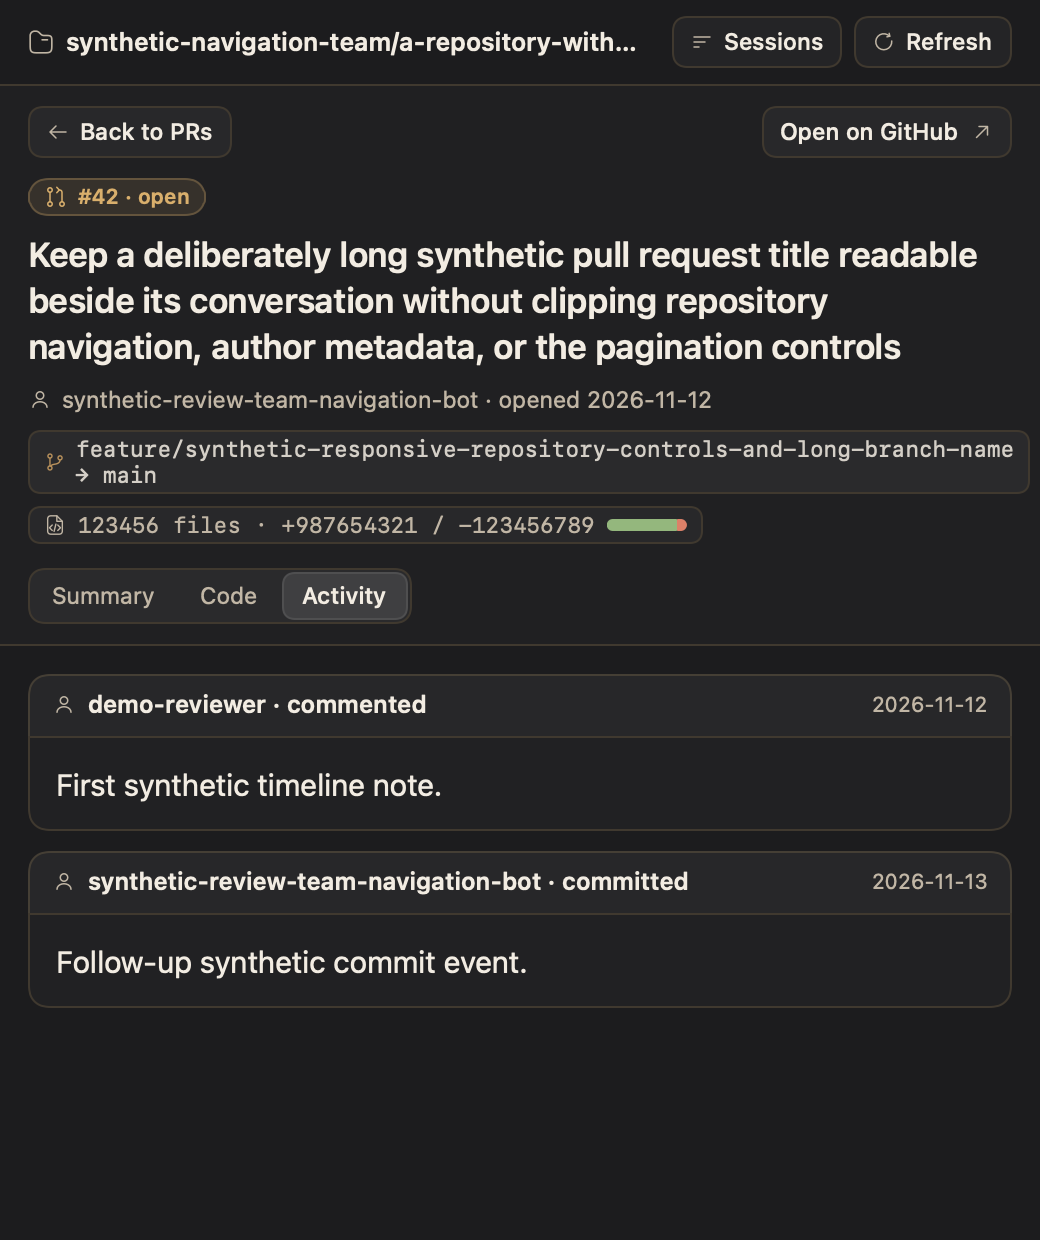 synthetic-navigation-team/a-repository-with...
Sessions
Refresh
← Back to PRs
Open on GitHub ↗
#42 · open
Keep a deliberately long synthetic pull request title readable
beside its conversation without clipping repository
navigation, author metadata, or the pagination controls
synthetic-review-team-navigation-bot · opened 2026-11-12
feature/synthetic-responsive-repository-controls-and-long-branch-name
→ main
123456 files · +987654321 / −123456789
Summary
Code
Activity
demo-reviewer · commented
2026-11-12
First synthetic timeline note.
synthetic-review-team-navigation-bot · committed
2026-11-13
Follow-up synthetic commit event.